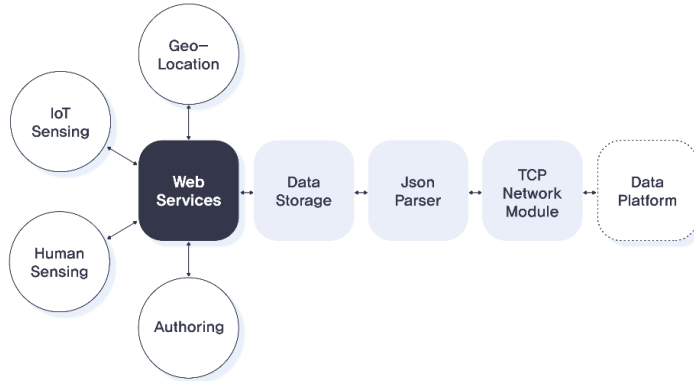 Geo–
Location
IoT
Sensing
Web
Services
Data
Storage
Json
Parser
TCP
Network
Module
Data
Platform
Human
Sensing
Authoring